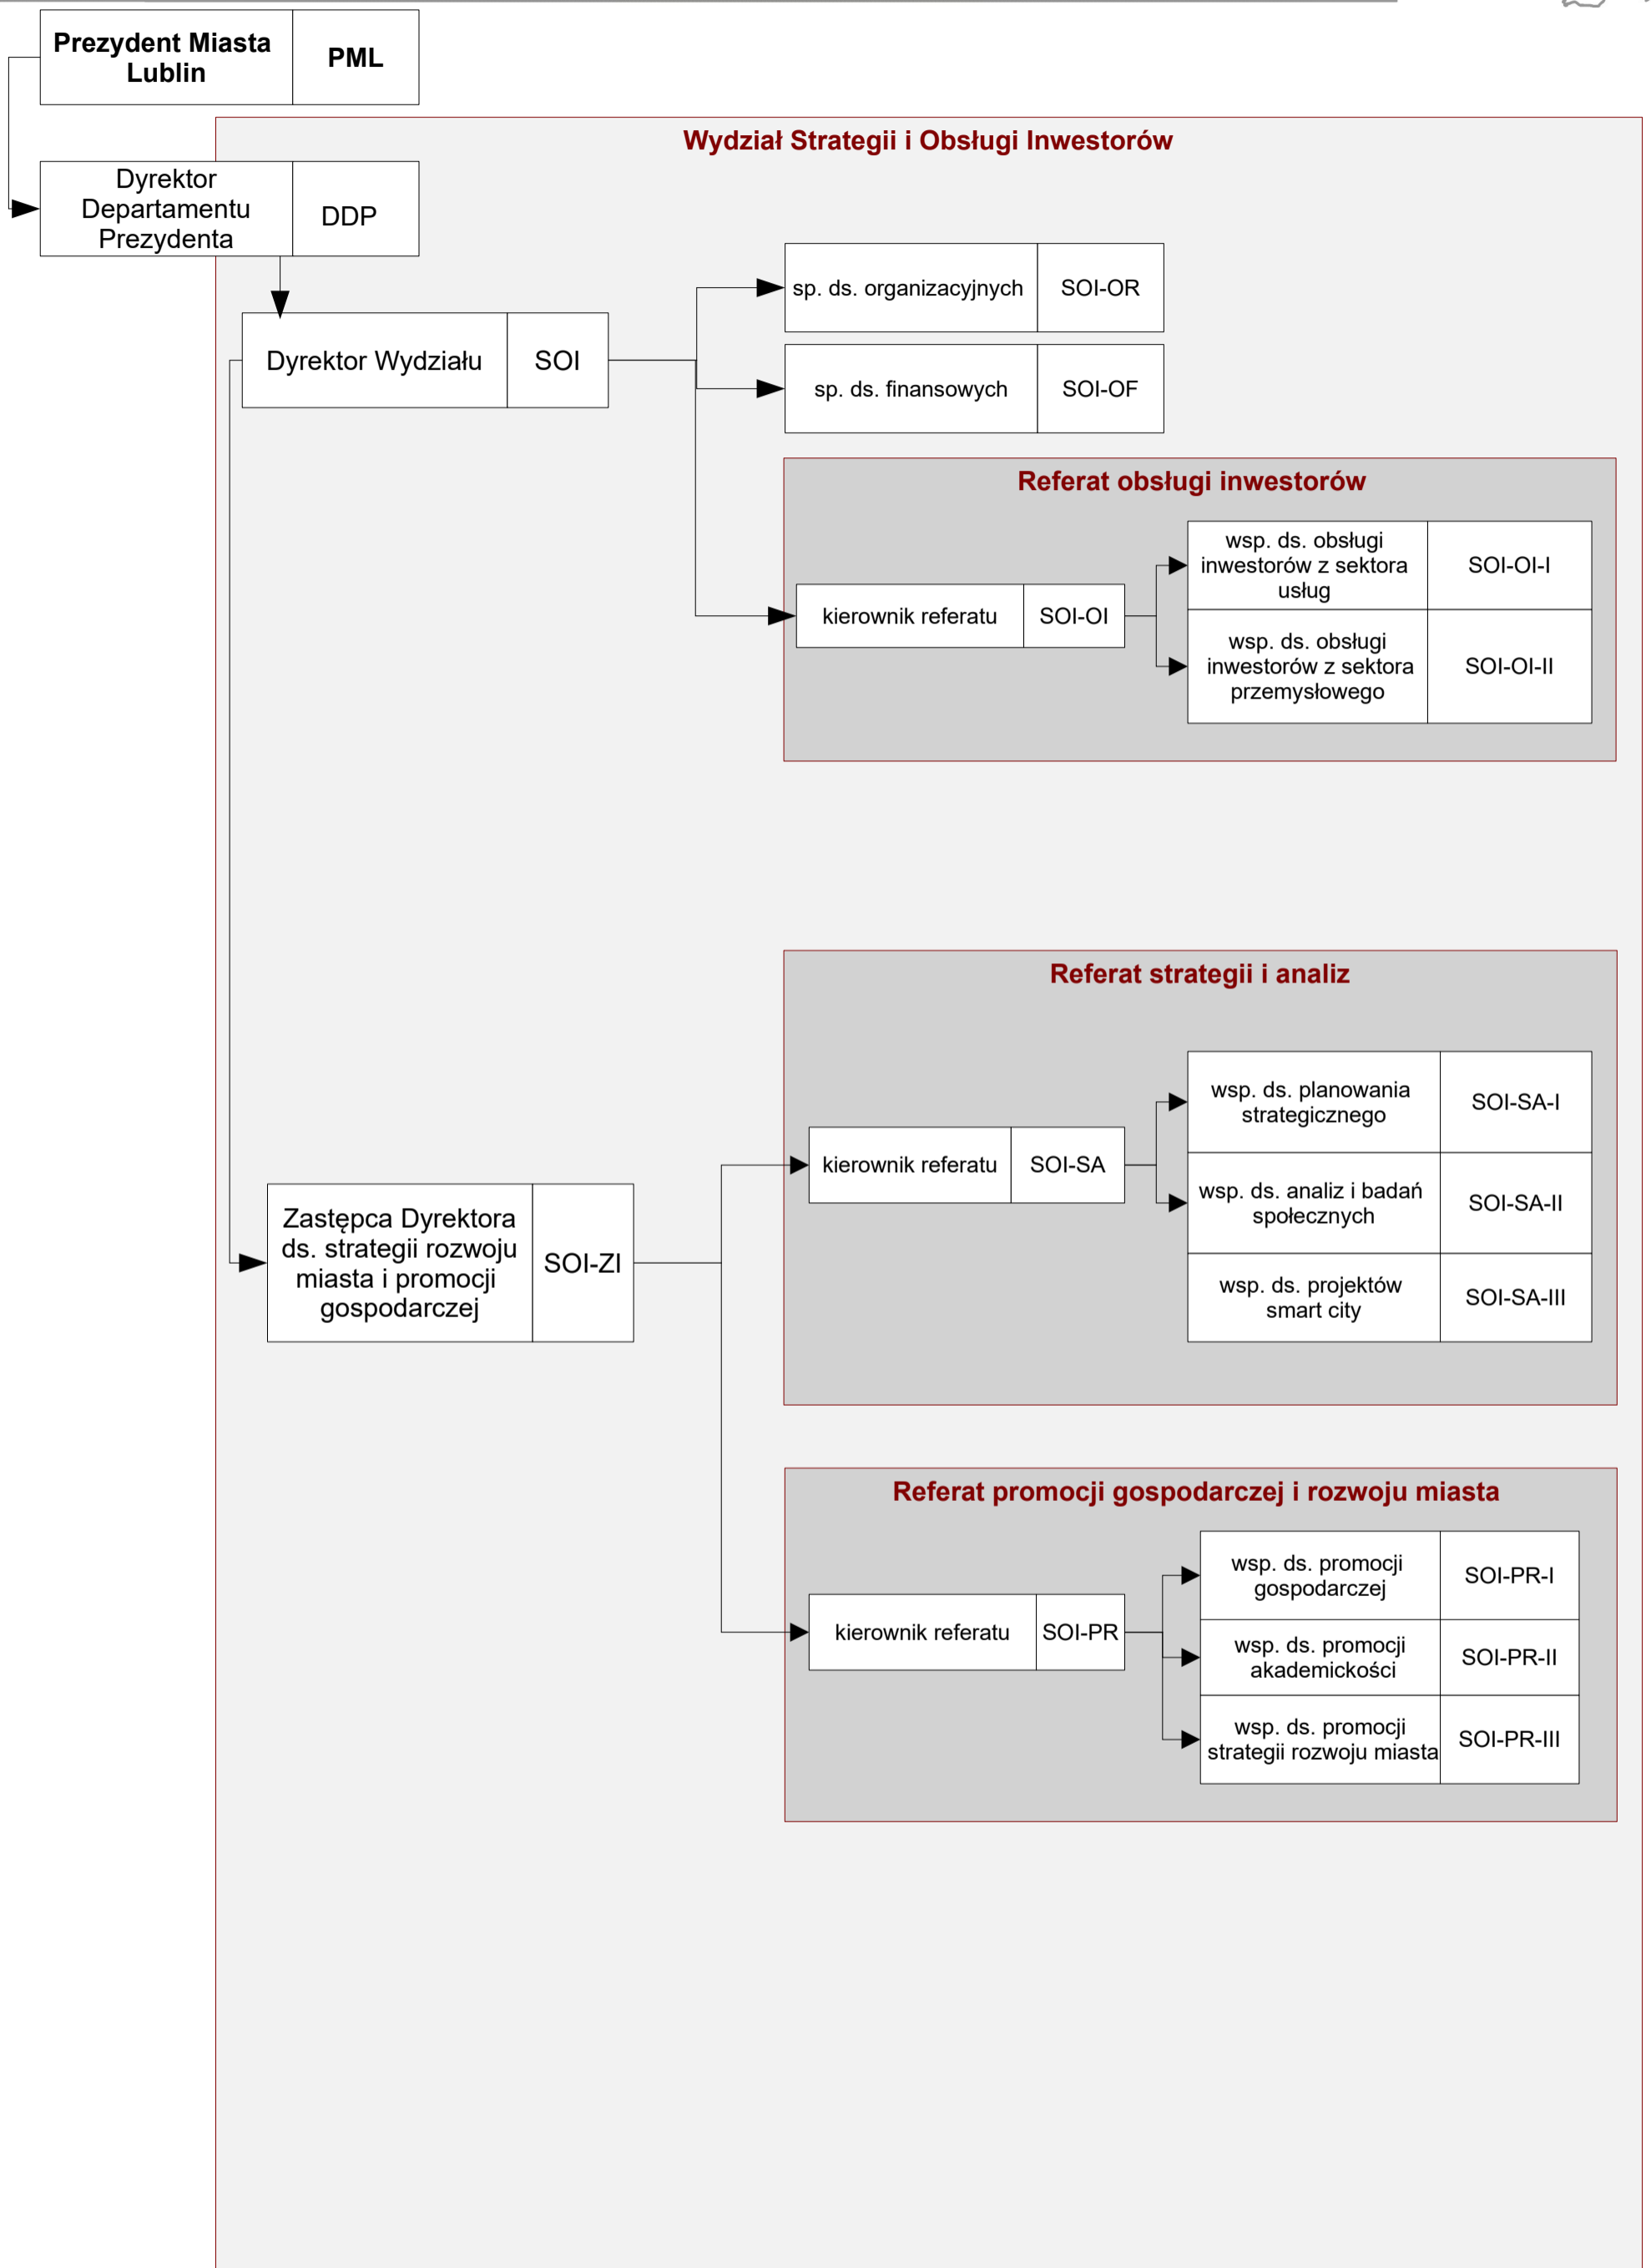 Prezydent Miasta
Lublin
PML
Wydział Strategii i Obsługi Inwestorów
Dyrektor
Departamentu
Prezydenta
DDP
sp. ds. organizacyjnych
SOI-OR
Dyrektor Wydziału
SOI
sp. ds. finansowych
SOI-OF
Referat obsługi inwestorów
wsp. ds. obsługi
inwestorów z sektora
usług
SOI-OI-I
kierownik referatu
SOI-OI
wsp. ds. obsługi
inwestorów z sektora
przemysłowego
SOI-OI-II
Referat strategii i analiz
wsp. ds. planowania
strategicznego
SOI-SA-I
kierownik referatu
SOI-SA
wsp. ds. analiz i badań
społecznych
SOI-SA-II
Zastępca Dyrektora
ds. strategii rozwoju
miasta i promocji
gospodarczej
SOI-ZI
wsp. ds. projektów
smart city
SOI-SA-III
Referat promocji gospodarczej i rozwoju miasta
wsp. ds. promocji
gospodarczej
SOI-PR-I
kierownik referatu
SOI-PR
wsp. ds. promocji
akademickości
SOI-PR-II
wsp. ds. promocji
strategii rozwoju miasta
SOI-PR-III